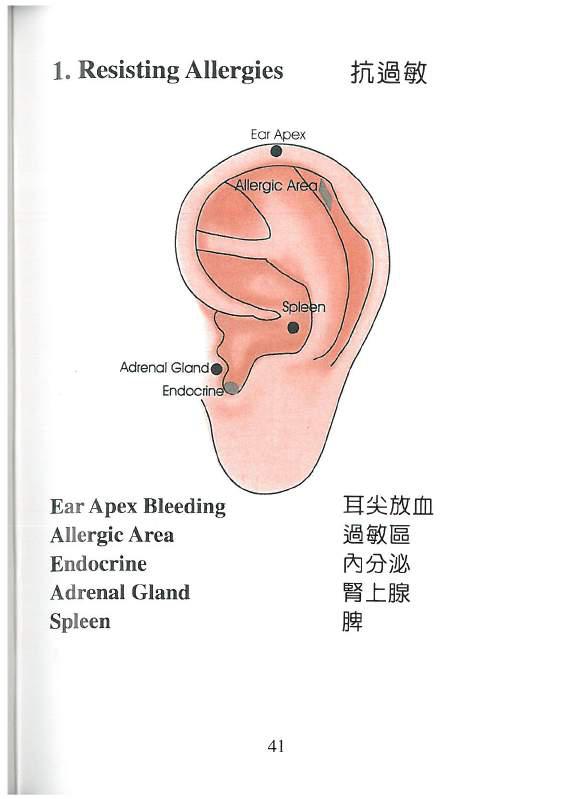 1. Resisting Allergies 抗過敏
Ear Apex
Allergic Area
Spleen
Adrenal Gland
Endocrine
Ear Apex Bleeding 耳尖放血
Allergic Area 過敏區
Endocrine 內分泌
Adrenal Gland 腎上腺
Spleen 脾
41